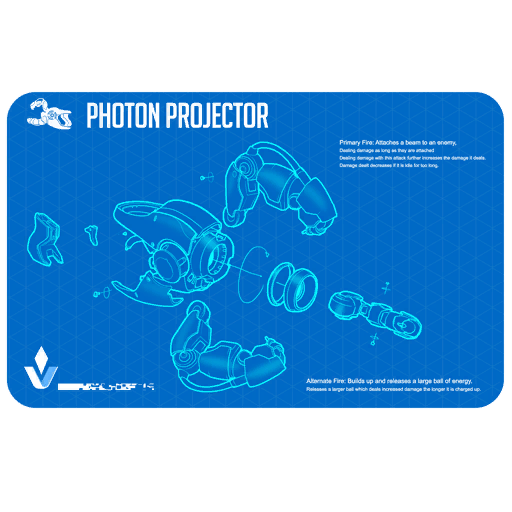 PHOTON PROJECTOR
Primary Fire: Attaches a beam to an enemy,
Dealing damage as long as they are attached
Dealing damage with this attack further increases the damage it deals.
Damage dealt decreases if it is idle for too long.
Alternate Fire: Builds up and releases a large ball of energy.
Releases a larger ball which deals increased damage the longer it is charged up.